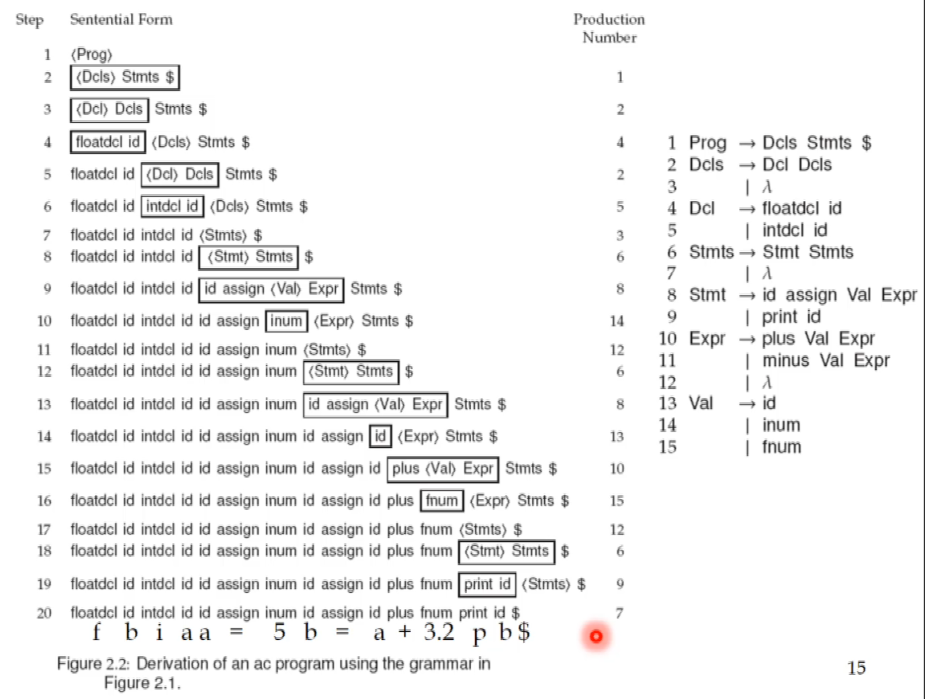 Step Sentential Form Production Number
1 ⟨Prog⟩
2 ⟨Dcls⟩ Stmts $ 1
3 ⟨Dcl⟩ Dcls Stmts $ 2
4 floatdcl id ⟨Dcls⟩ Stmts $ 4
5 floatdcl id ⟨Dcl⟩ Dcls Stmts $ 2
6 floatdcl id intdcl id ⟨Dcls⟩ Stmts $ 5
7 floatdcl id intdcl id ⟨Stmts⟩ $ 3
8 floatdcl id intdcl id ⟨Stmt⟩ Stmts $ 6
9 floatdcl id intdcl id id assign ⟨Val⟩ Expr Stmts $ 8
10 floatdcl id intdcl id id assign inum ⟨Expr⟩ Stmts $ 14
11 floatdcl id intdcl id id assign inum ⟨Stmts⟩ $ 12
12 floatdcl id intdcl id id assign inum ⟨Stmt⟩ Stmts $ 6
13 floatdcl id intdcl id id assign inum id assign ⟨Val⟩ Expr Stmts $ 8
14 floatdcl id intdcl id id assign inum id assign id ⟨Expr⟩ Stmts $ 13
15 floatdcl id intdcl id id assign inum id assign id plus ⟨Val⟩ Expr Stmts $ 10
16 floatdcl id intdcl id id assign inum id assign id plus fnum ⟨Expr⟩ Stmts $ 15
17 floatdcl id intdcl id id assign inum id assign id plus fnum ⟨Stmts⟩ $ 12
18 floatdcl id intdcl id id assign inum id assign id plus fnum ⟨Stmt⟩ Stmts $ 6
19 floatdcl id intdcl id id assign inum id assign id plus fnum print id ⟨Stmts⟩ $ 9
20 floatdcl id intdcl id id assign inum id assign id plus fnum print id $ 7
f b i a a = 5 b = a + 3.2 p b $
Figure 2.2: Derivation of an ac program using the grammar in
Figure 2.1.
1 Prog → Dcls Stmts $
2 Dcls → Dcl Dcls
3 | λ
4 Dcl → floatdcl id
5 | intdcl id
6 Stmts → Stmt Stmts
7 | λ
8 Stmt → id assign Val Expr
9 | print id
10 Expr → plus Val Expr
11 | minus Val Expr
12 | λ
13 Val → id
14 | inum
15 | fnum
15